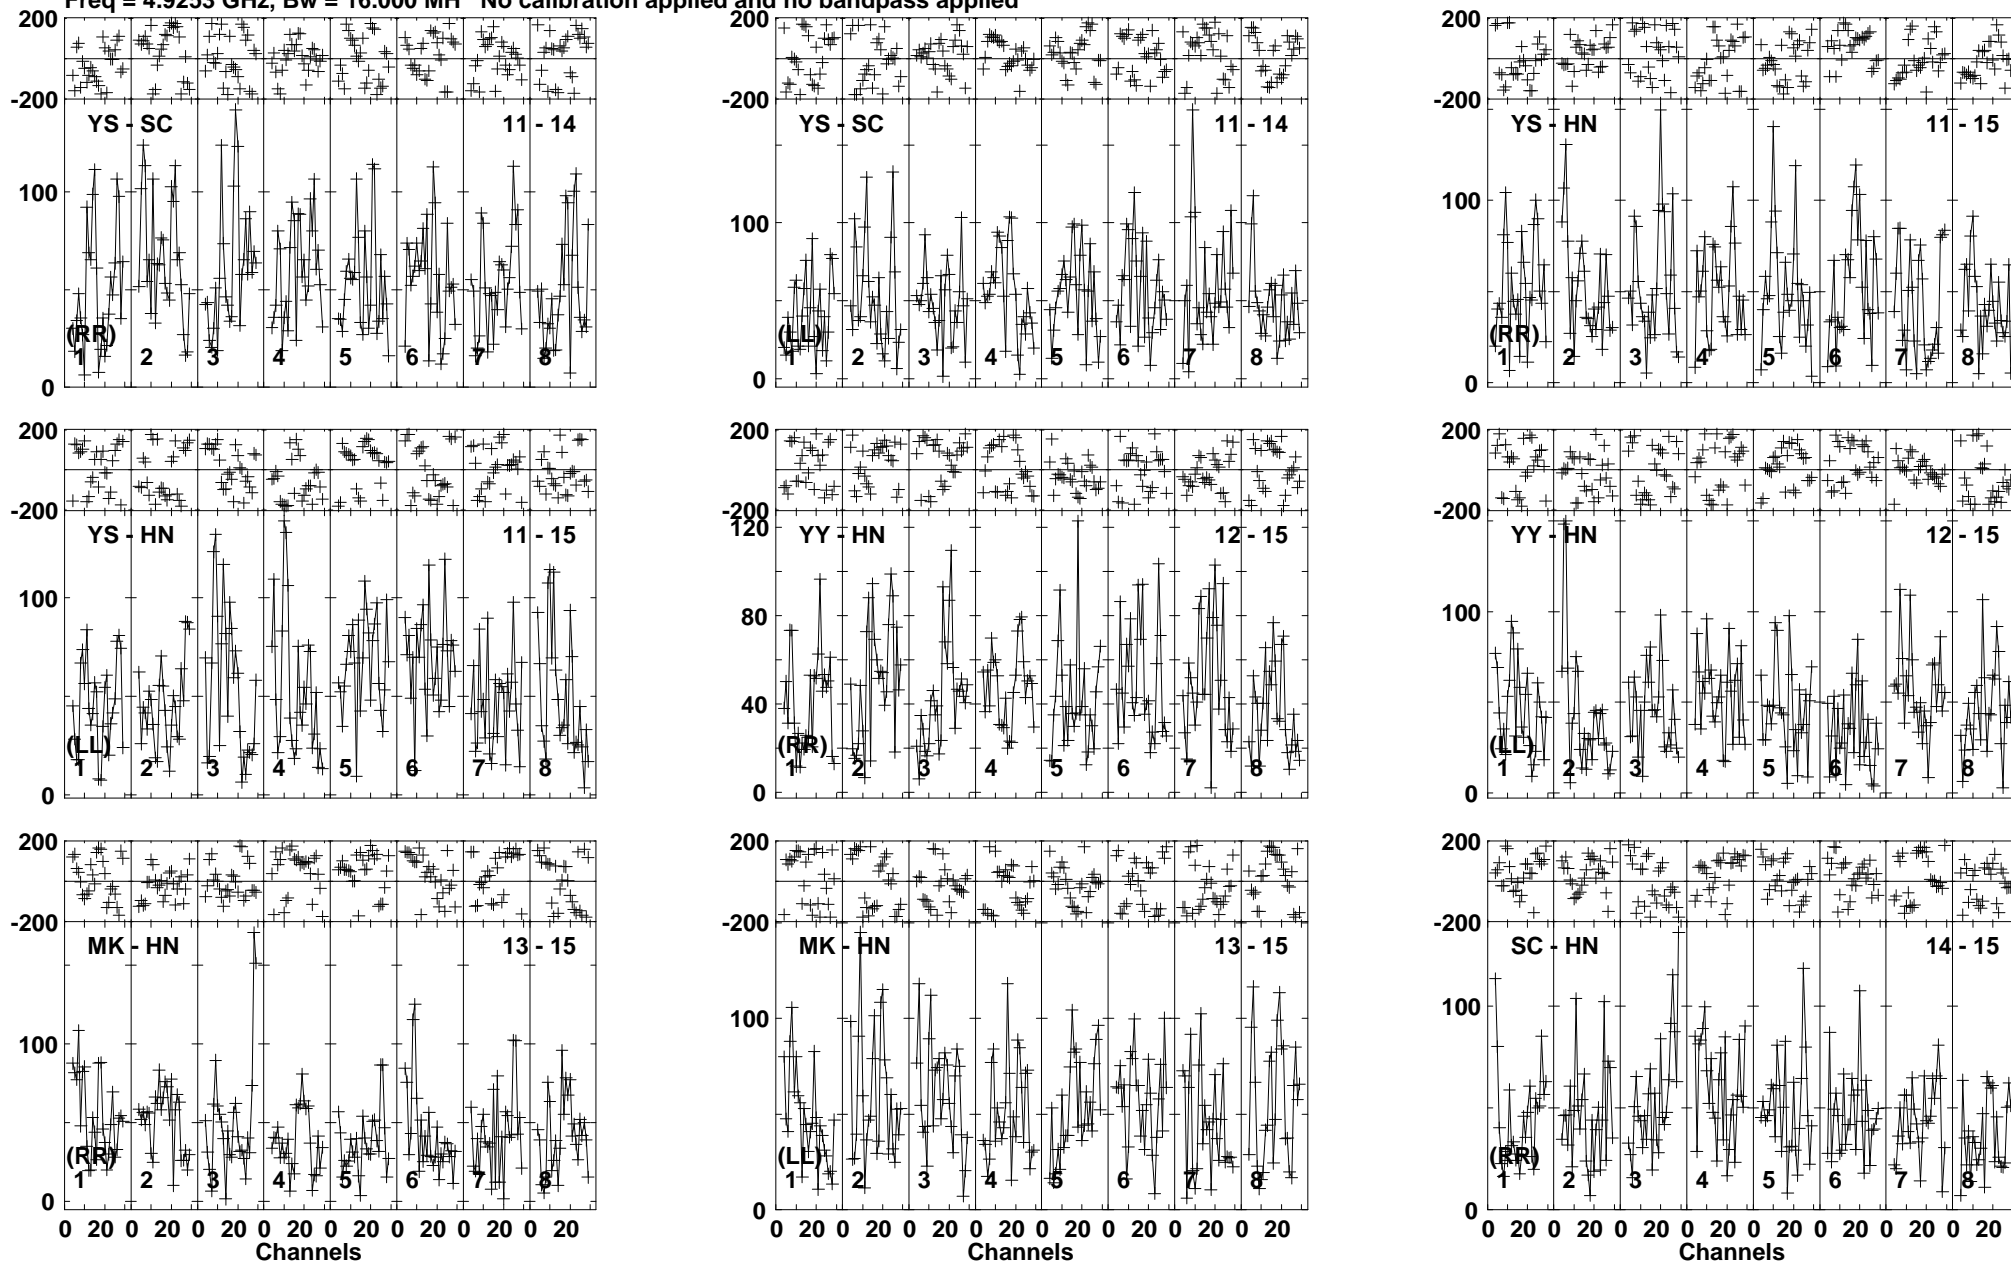 Freq = 4.9253 GHz, Bw = 16.000 MH No calibration applied and no bandpass applied
200 200 200
-200 -200 -200
YS - SC 11 - 14 YS - SC 11 - 14 YS - HN 11 - 15
100 100 100
(RR) (LL) (RR)
1 2 3 4 5 6 7 8 1 2 3 4 5 6 7 8 1 2 3 4 5 6 7 8
0 0 0
200 200 200
-200 -200 -200
YS - HN 11 - 15 120 YY - HN 12 - 15 YY - HN 12 - 15
100 80 100
40
(LL) (RR) (LL)
1 2 3 4 5 6 7 8 1 2 3 4 5 6 7 8 1 2 3 4 5 6 7 8
0 0 0
200 200 200
-200 -200 -200
MK - HN 13 - 15 MK - HN 13 - 15 SC - HN 14 - 15
100 100 100
(RR) (LL) (RR)
1 2 3 4 5 6 7 8 1 2 3 4 5 6 7 8 1 2 3 4 5 6 7 8
0 0 0
0 20 0 20 0 20 0 20 0 20 0 20 0 20 0 20 0 20 0 20 0 20 0 20 0 20 0 20 0 20 0 20 0 20 0 20 0 20 0 20 0 20 0 20 0 20 0 20
Channels Channels Channels